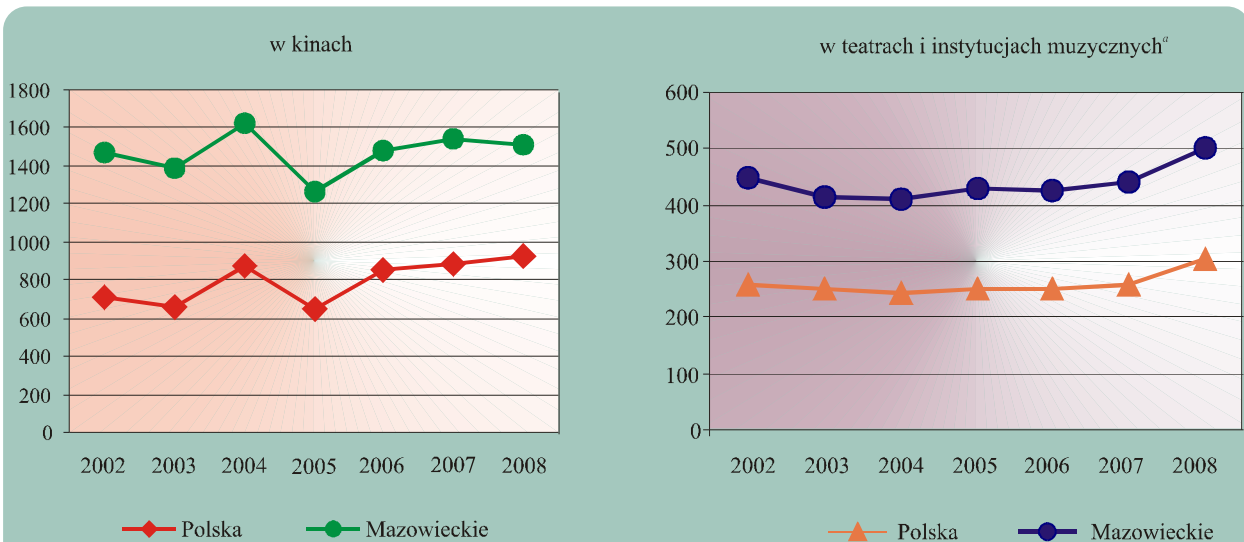 w kinach
1800
1600
1400
1200
1000
800
600
400
200
0
2002 2003 2004 2005 2006 2007 2008
Polska Mazowieckie
w teatrach i instytucjach muzycznych^a
600
500
400
300
200
100
0
2002 2003 2004 2005 2006 2007 2008
Polska Mazowieckie